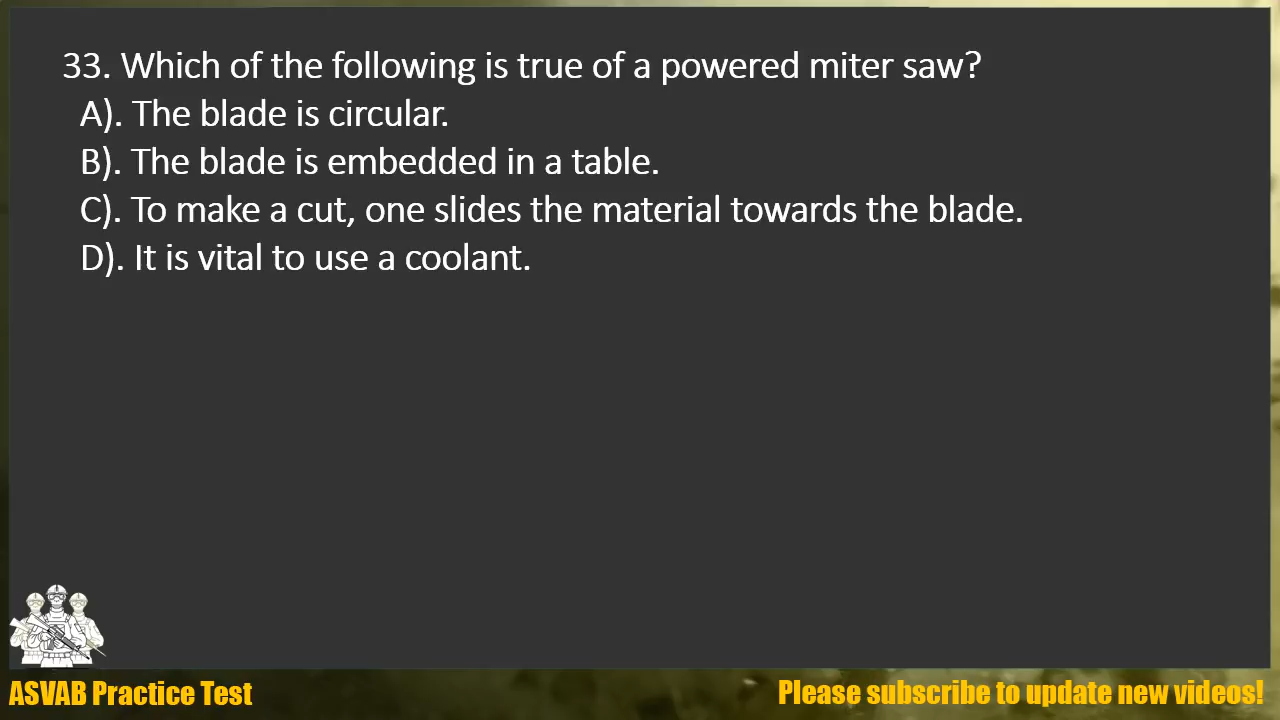 33. Which of the following is true of a powered miter saw?
A). The blade is circular.
B). The blade is embedded in a table.
C). To make a cut, one slides the material towards the blade.
D). It is vital to use a coolant.
ASVAB Practice Test
Please subscribe to update new videos!